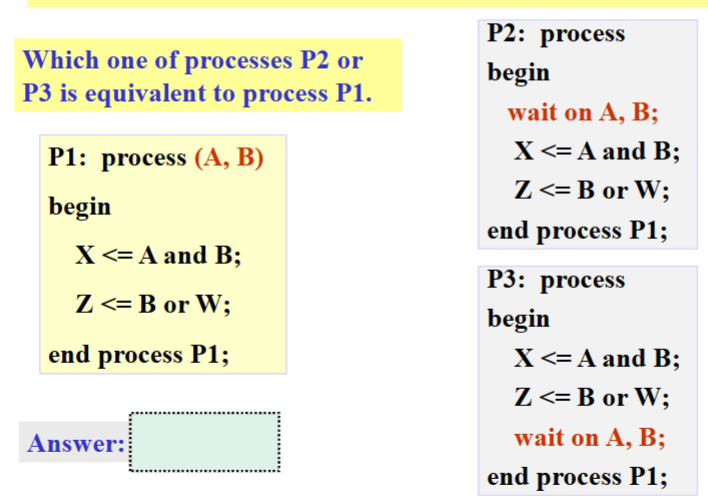 Which one of processes P2 or
P3 is equivalent to process P1.
P1: process (A, B)
begin
X <= A and B;
Z <= B or W;
end process P1;
Answer:
P2: process
begin
wait on A, B;
X <= A and B;
Z <= B or W;
end process P1;
P3: process
begin
X <= A and B;
Z <= B or W;
wait on A, B;
end process P1;